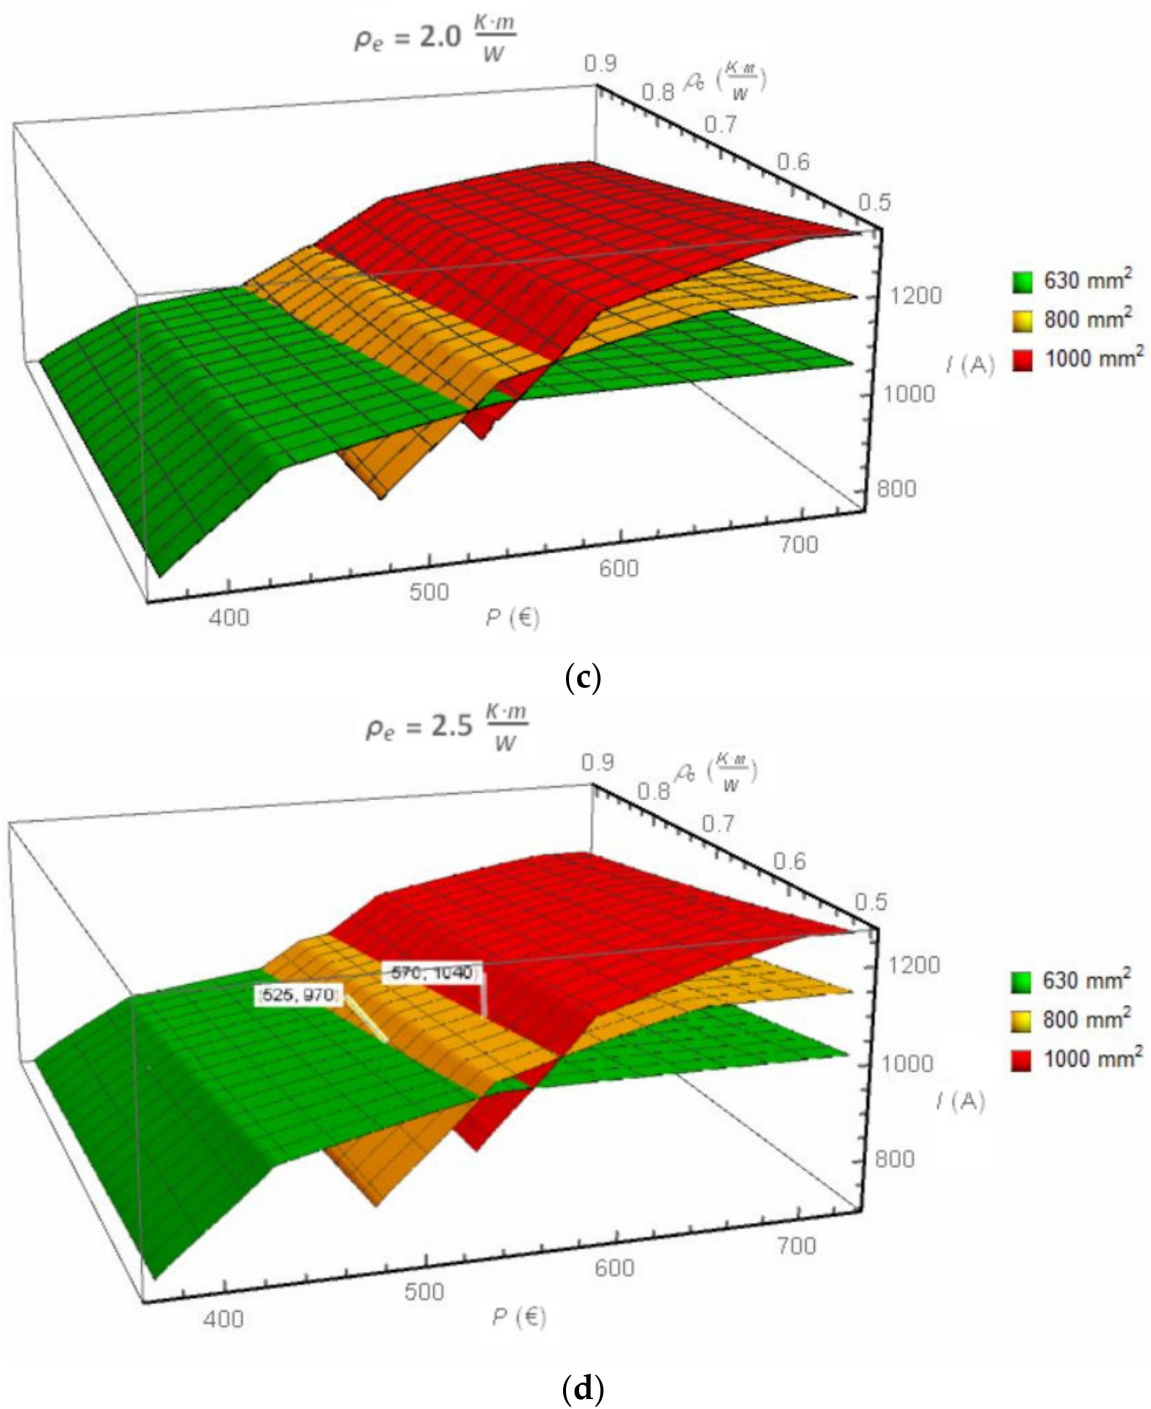 ρe = 2.0 K·m/W
0.9
ρc (K·m/W)
0.8
0.7
0.6
0.5
1200
630 mm²
800 mm²
1000 mm²
I (A)
1000
800
700
600
500
400
P (€)
(c)
ρe = 2.5 K·m/W
0.9
ρc (K·m/W)
0.8
0.7
0.6
0.5
1200
{570, 1040}
{525, 970}
630 mm²
800 mm²
1000 mm²
1000
I (A)
800
700
600
500
400
P (€)
(d)